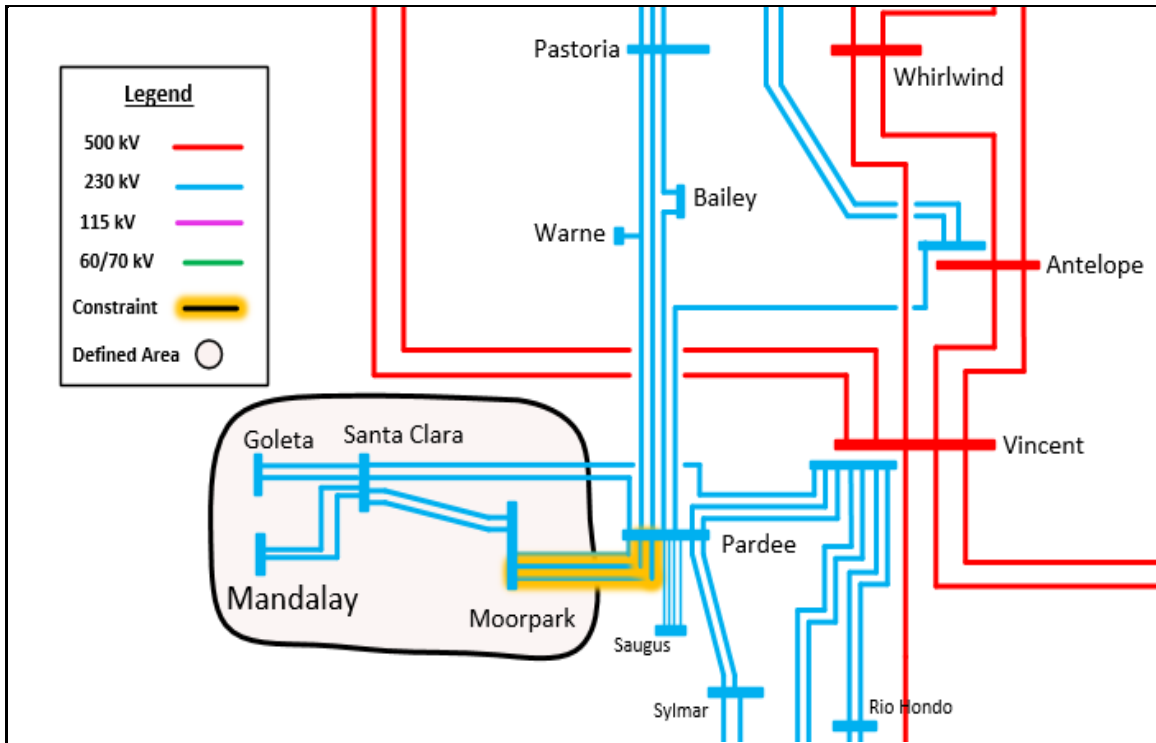 Pastoria
Whirlwind
Legend
500 kV
230 kV
115 kV
60/70 kV
Constraint
Defined Area
Bailey
Warne
Antelope
Goleta
Santa Clara
Vincent
Pardee
Mandalay
Moorpark
Saugus
Sylmar
Rio Hondo